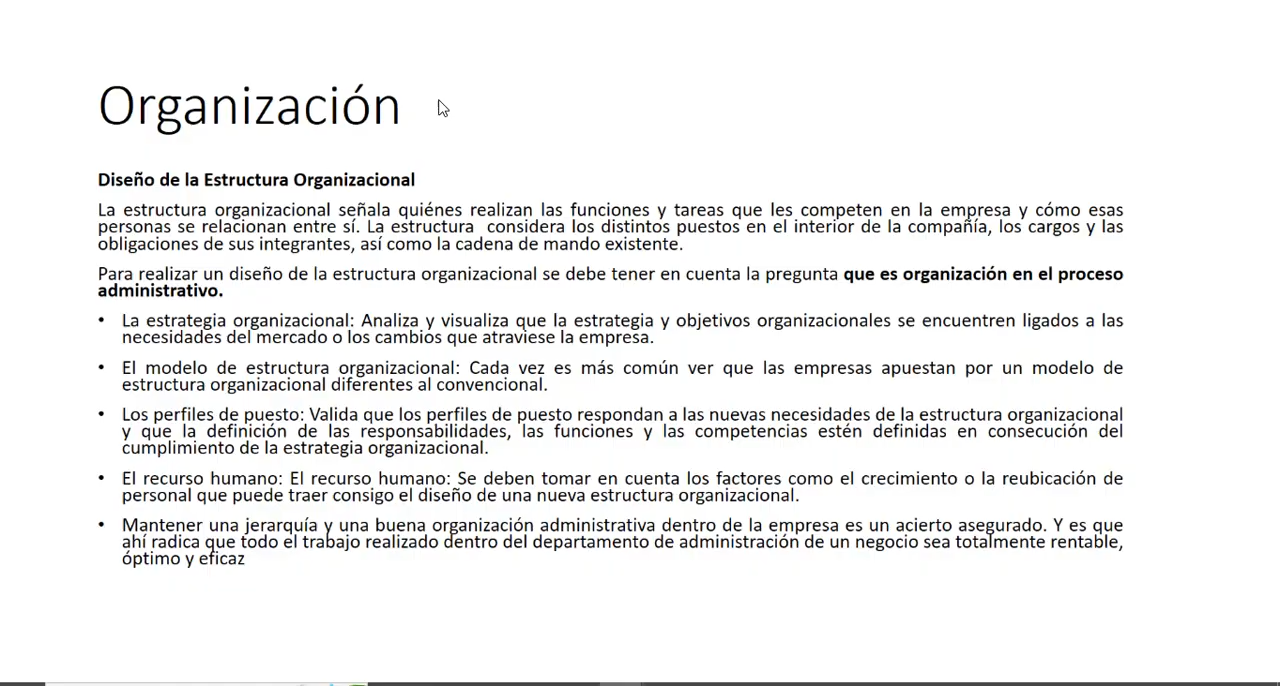 Organización
Diseño de la Estructura Organizacional
La estructura organizacional señala quiénes realizan las funciones y tareas que les competen en la empresa y cómo esas
personas se relacionan entre sí. La estructura considera los distintos puestos en el interior de la compañía, los cargos y las
obligaciones de sus integrantes, así como la cadena de mando existente.
Para realizar un diseño de la estructura organizacional se debe tener en cuenta la pregunta que es organización en el proceso
administrativo.
• La estrategia organizacional: Analiza y visualiza que la estrategia y objetivos organizacionales se encuentren ligados a las
necesidades del mercado o los cambios que atraviese la empresa.
• El modelo de estructura organizacional: Cada vez es más común ver que las empresas apuestan por un modelo de
estructura organizacional diferentes al convencional.
• Los perfiles de puesto: Valida que los perfiles de puesto respondan a las nuevas necesidades de la estructura organizacional
y que la definición de las responsabilidades, las funciones y las competencias estén definidas en consecución del
cumplimiento de la estrategia organizacional.
• El recurso humano: El recurso humano: Se deben tomar en cuenta los factores como el crecimiento o la reubicación de
personal que puede traer consigo el diseño de una nueva estructura organizacional.
• Mantener una jerarquía y una buena organización administrativa dentro de la empresa es un acierto asegurado. Y es que
ahí radica que todo el trabajo realizado dentro del departamento de administración de un negocio sea totalmente rentable,
óptimo y eficaz